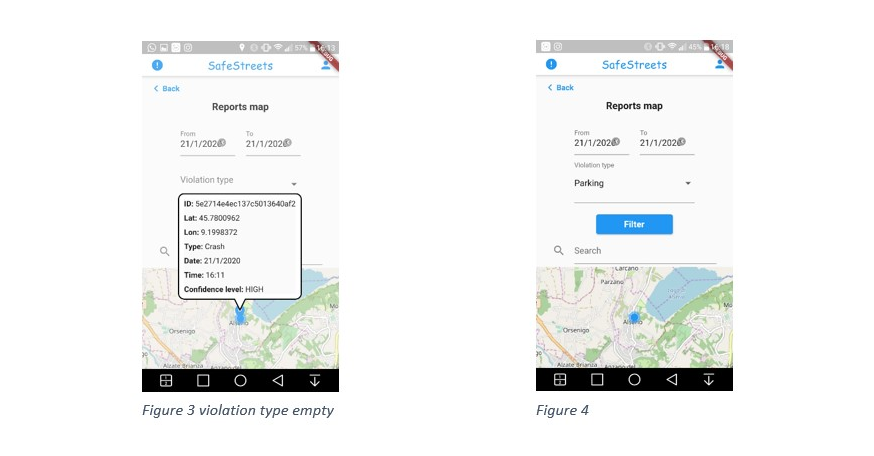 57% 16:13
SafeStreets
Back
Reports map
From To
21/1/2020 21/1/2020
Violation type
ID: 5e2714e4ec137c5013640af2
Lat: 45.7800962
Lon: 9.1998372
Type: Crash
Date: 21/1/2020
Time: 16:11
Confidence level: HIGH
Orsenigo
Alzate Brianza
Figure 3 violation type empty
45% 16:18
SafeStreets
Back
Reports map
From To
21/1/2020 21/1/2020
Violation type
Parking
Filter
Search
Carcano
Parzano
Orsenigo
Alzate Brianza
Figure 4